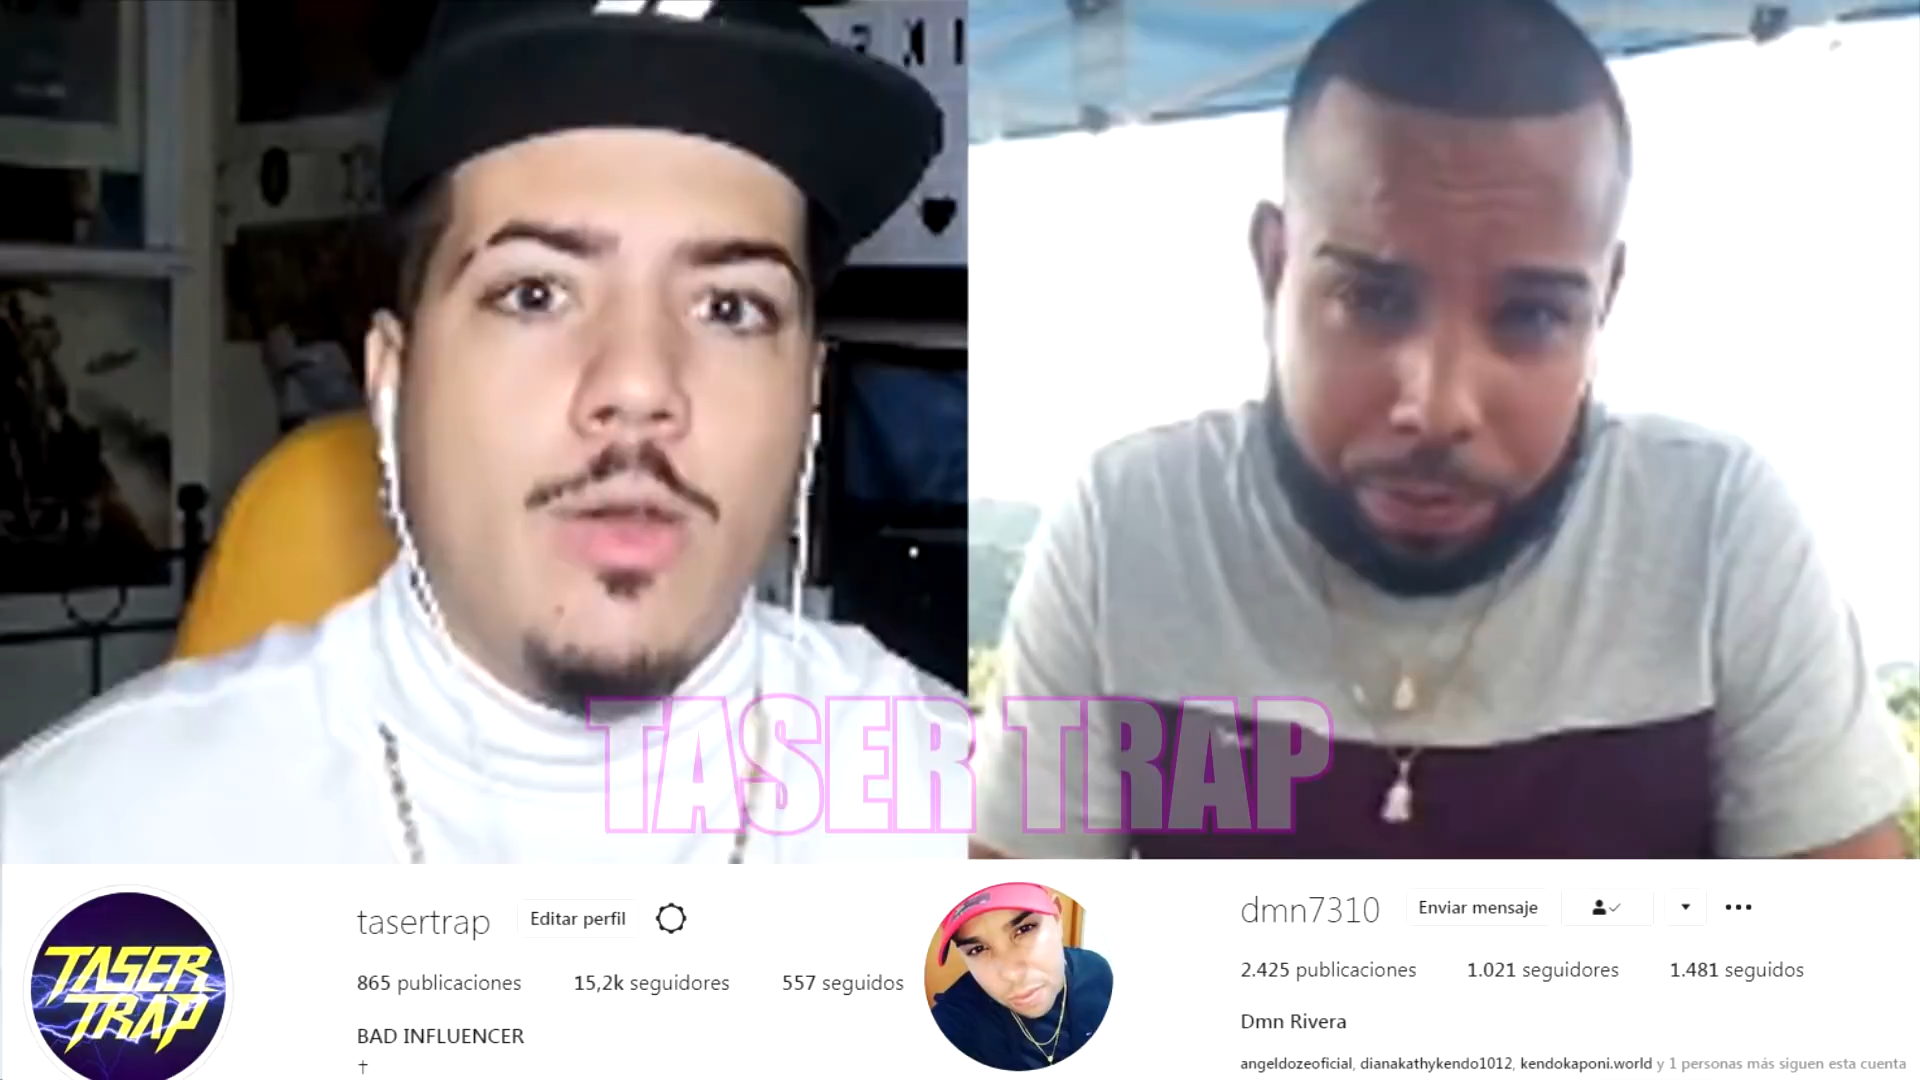 TASER TRAP
TASER
TRAP
tasertrap Editar perfil
865 publicaciones 15,2k seguidores 557 seguidos
BAD INFLUENCER
†
dmn7310 Enviar mensaje
2.425 publicaciones 1.021 seguidores 1.481 seguidos
Dmn Rivera
angeldozeoficial, dianakathykendo1012, kendokaponi.world y 1 personas más siguen esta cuenta